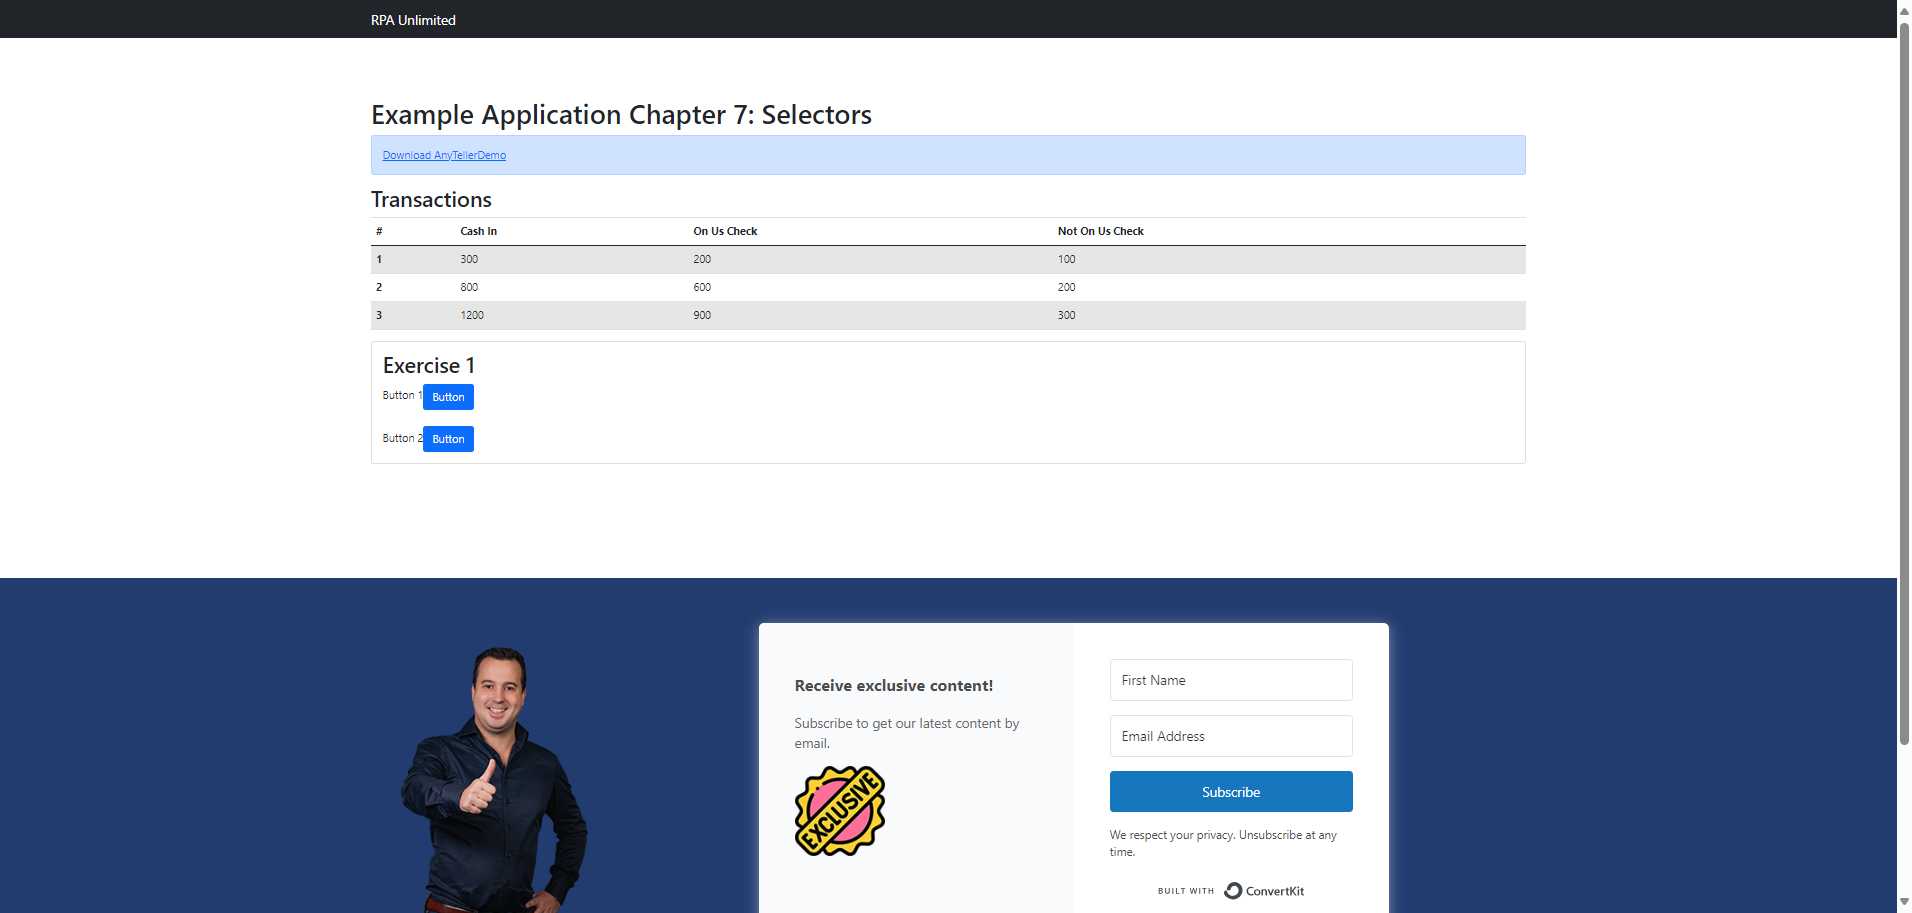 RPA Unlimited
Example Application Chapter 7: Selectors
Download AnyTellerDemo
Transactions
# Cash In On Us Check Not On Us Check
1 300 200 100
2 800 600 200
3 1200 900 300
Exercise 1
Button 1 Button
Button 2 Button
Receive exclusive content!
Subscribe to get our latest content by
email.
EXCLUSIVE
First Name
Email Address
Subscribe
We respect your privacy. Unsubscribe at any
time.
BUILT WITH ConvertKit